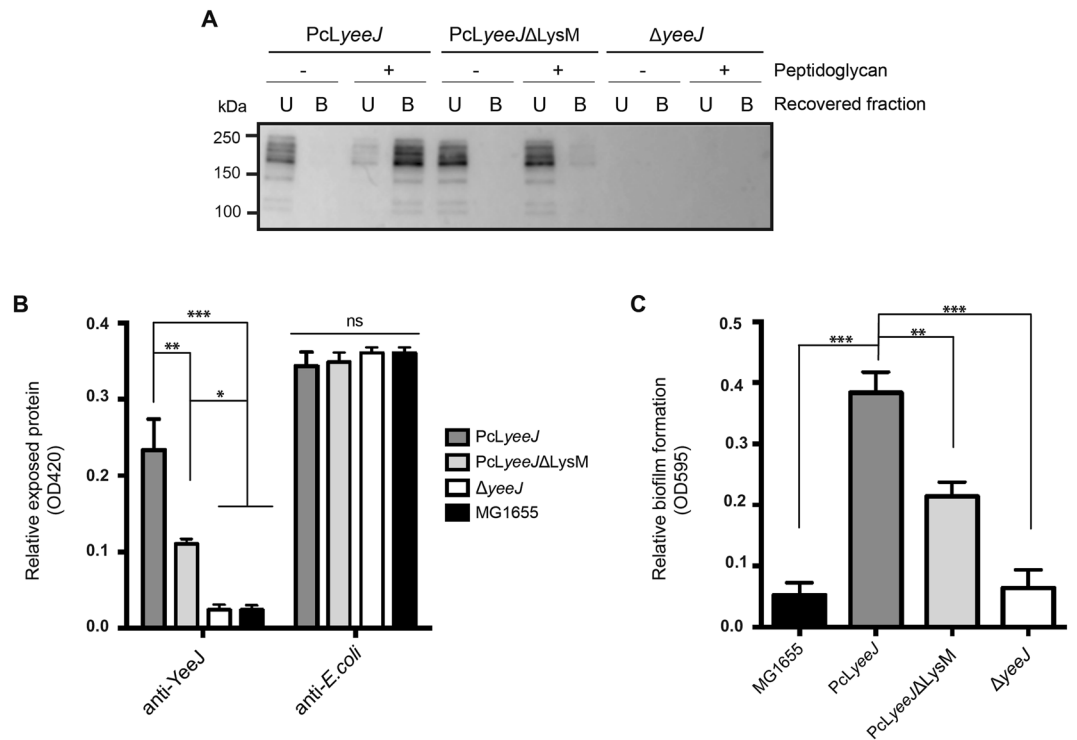 A
PcLyeeJ PcLyeeJΔLysM ΔyeeJ
- + - + - + Peptidoglycan
kDa U B U B U B U B U B U B Recovered fraction
250
150
100
B
Relative exposed protein
(OD420)
0.4
0.3
0.2
0.1
0.0
***
**
*
ns
anti-YeeJ
anti-E.coli
PcLyeeJ
PcLyeeJΔLysM
ΔyeeJ
MG1655
C
Relative biofilm formation
(OD595)
0.5
0.4
0.3
0.2
0.1
0.0
***
***
**
MG1655
PcLyeeJ
PcLyeeJΔLysM
ΔyeeJ